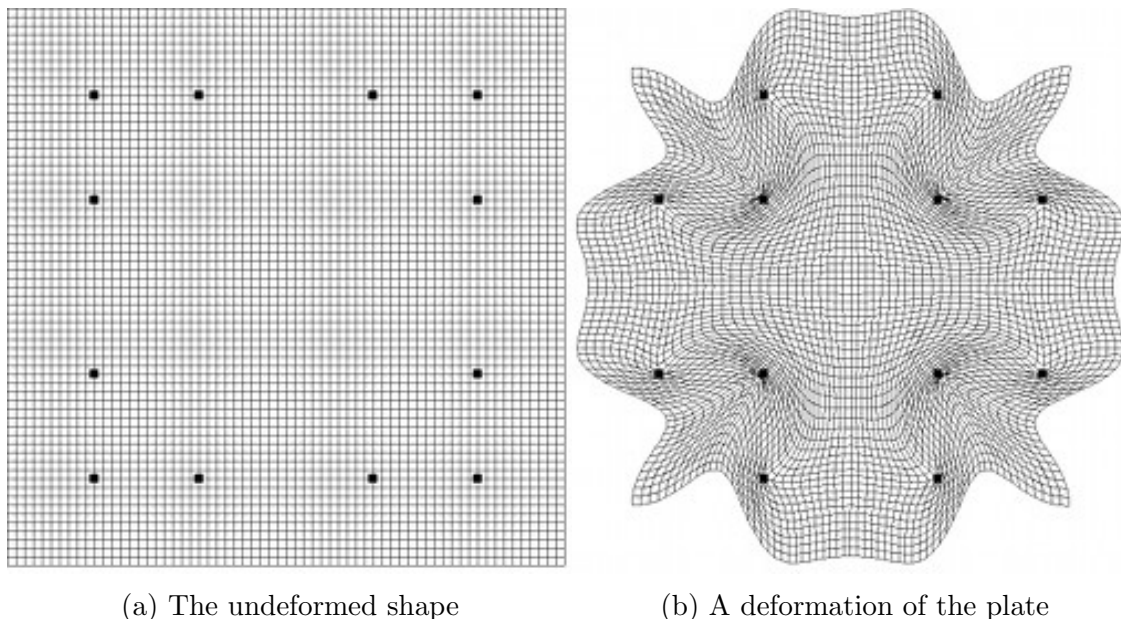 (a) The undeformed shape
(b) A deformation of the plate